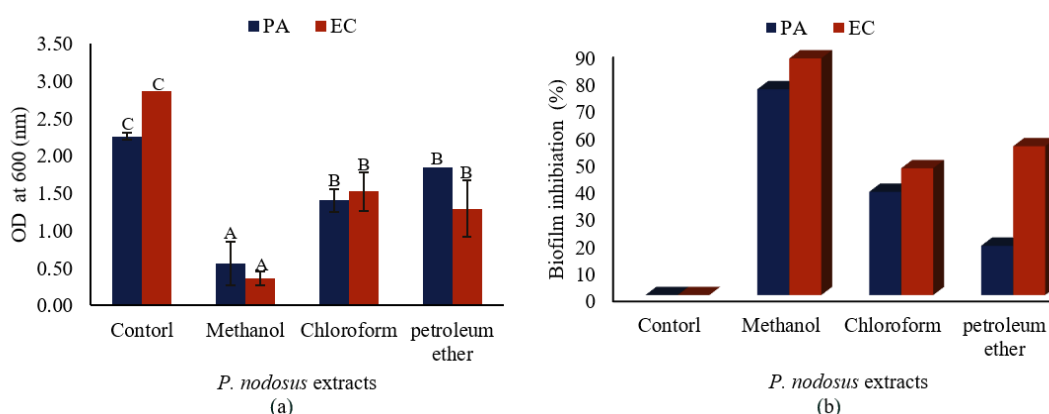 PA EC
3.50
3.00
2.50
2.00
1.50
1.00
0.50
0.00
OD at 600 (nm)
C
C
A
A
B
B
B
B
Contorl Methanol Chloroform petroleum
ether
P. nodosus extracts
(a)
PA EC
90
80
70
60
50
40
30
20
10
0
Biofilm inhibiation (%)
Contorl Methanol Chloroform petroleum
ether
P. nodosus extracts
(b)